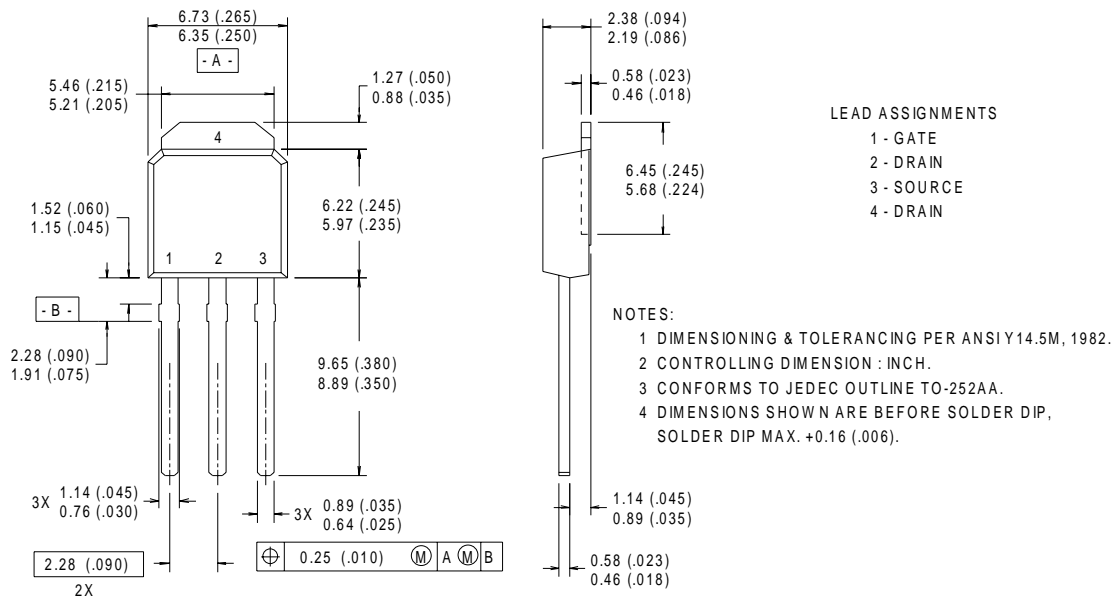 6.73 (.265)
6.35 (.250)
- A -
5.46 (.215)
5.21 (.205)
1.27 (.050)
0.88 (.035)
4
6.22 (.245)
5.97 (.235)
1.52 (.060)
1.15 (.045)
1 2 3
- B -
2.28 (.090)
1.91 (.075)
9.65 (.380)
8.89 (.350)
3X 1.14 (.045)
0.76 (.030)
3X 0.89 (.035)
0.64 (.025)
2.28 (.090)
2X
⌖ 0.25 (.010) Ⓜ A Ⓜ B
2.38 (.094)
2.19 (.086)
0.58 (.023)
0.46 (.018)
6.45 (.245)
5.68 (.224)
1.14 (.045)
0.89 (.035)
0.58 (.023)
0.46 (.018)
LEAD ASSIGNMENTS
1 - GATE
2 - DRAIN
3 - SOURCE
4 - DRAIN
NOTES:
1 DIMENSIONING & TOLERANCING PER ANSI Y14.5M, 1982.
2 CONTROLLING DIMENSION : INCH.
3 CONFORMS TO JEDEC OUTLINE TO-252AA.
4 DIMENSIONS SHOWN ARE BEFORE SOLDER DIP,
SOLDER DIP MAX. +0.16 (.006).